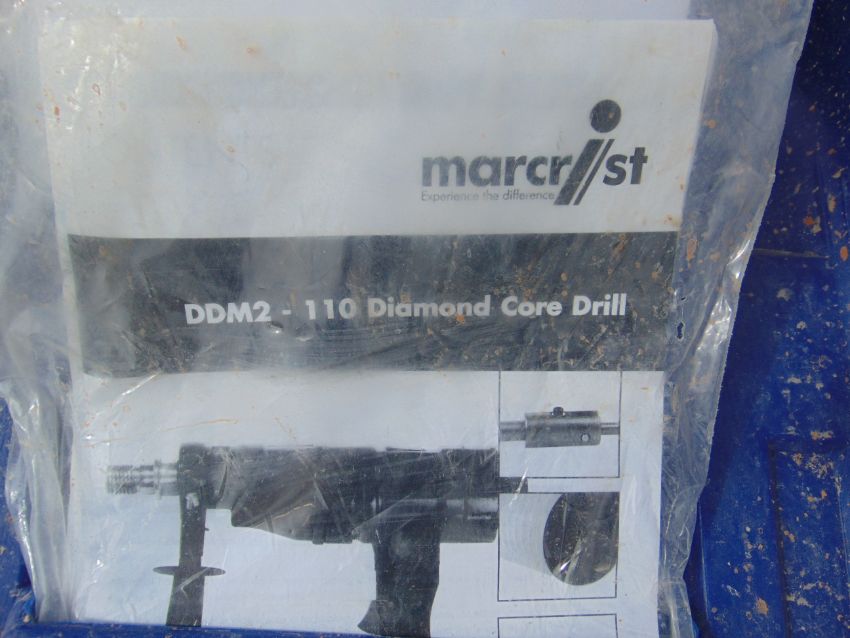 marcrist
Experience the difference
DDM2 - 110 Diamond Core Drill